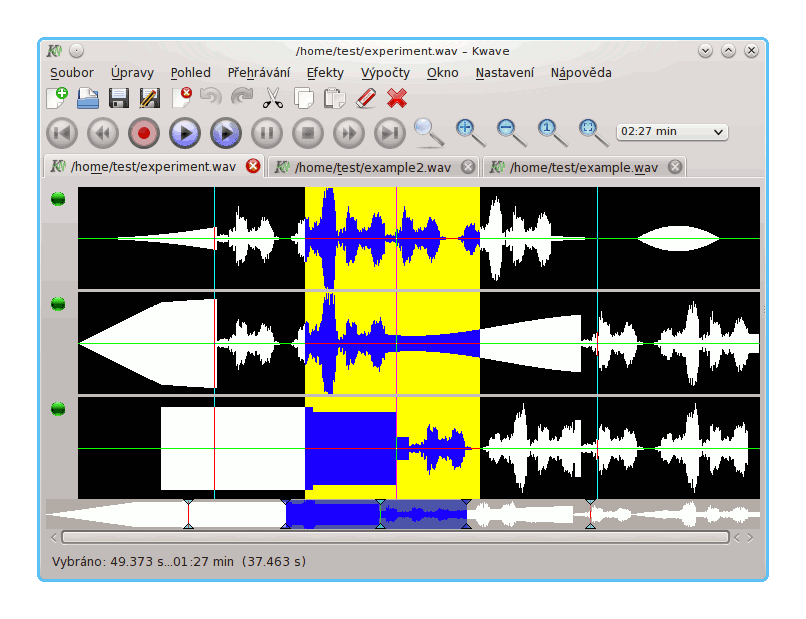 /home/test/experiment.wav – Kwave
Soubor Úpravy Pohled Přehrávání Efekty Výpočty Okno Nastavení Nápověda
1 02:27 min
/home/test/experiment.wav /home/test/example2.wav /home/test/example.wav
Vybráno: 49.373 s...01:27 min (37.463 s)